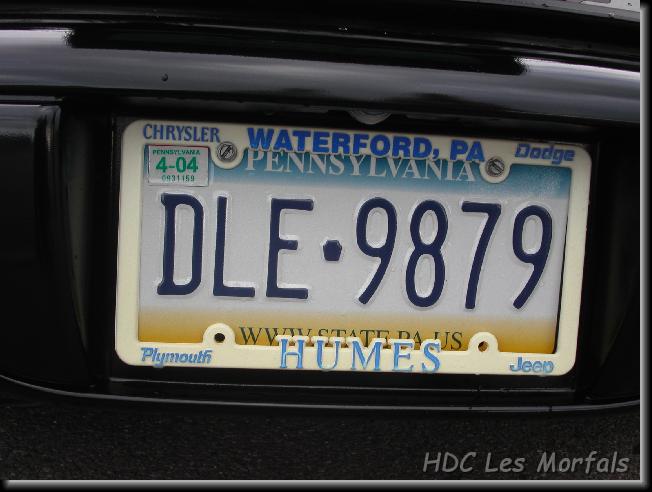 CHRYSLER WATERFORD, PA Dodge
PENNSYLVANIA
PENNSYLVANIA
4-04
0931159
DLE·9879
WWW.STATE.PA.US
Plymouth HUMES Jeep
HDC Les Morfals